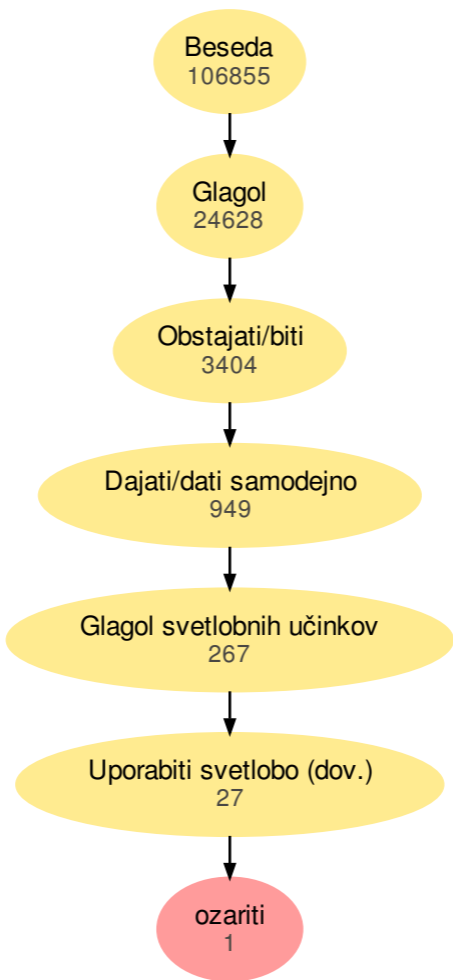 Beseda
106855
Glagol
24628
Obstajati/biti
3404
Dajati/dati samodejno
949
Glagol svetlobnih učinkov
267
Uporabiti svetlobo (dov.)
27
ozariti
1